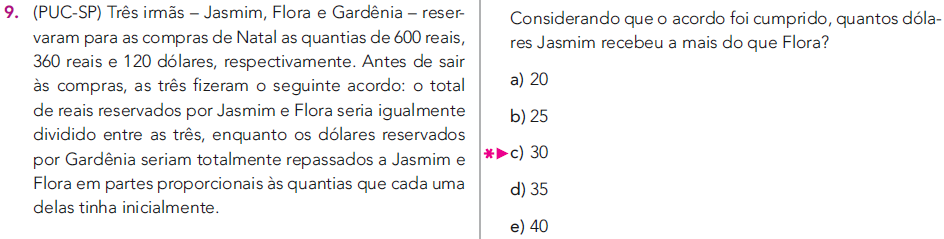 9. (PUC-SP) Três irmãs – Jasmim, Flora e Gardênia – reser-
varam para as compras de Natal as quantias de 600 reais,
360 reais e 120 dólares, respectivamente. Antes de sair
às compras, as três fizeram o seguinte acordo: o total
de reais reservados por Jasmim e Flora seria igualmente
dividido entre as três, enquanto os dólares reservados
por Gardênia seriam totalmente repassados a Jasmim e
Flora em partes proporcionais às quantias que cada uma
delas tinha inicialmente.
Considerando que o acordo foi cumprido, quantos dóla-
res Jasmim recebeu a mais do que Flora?
a) 20
b) 25
*▶c) 30
d) 35
e) 40